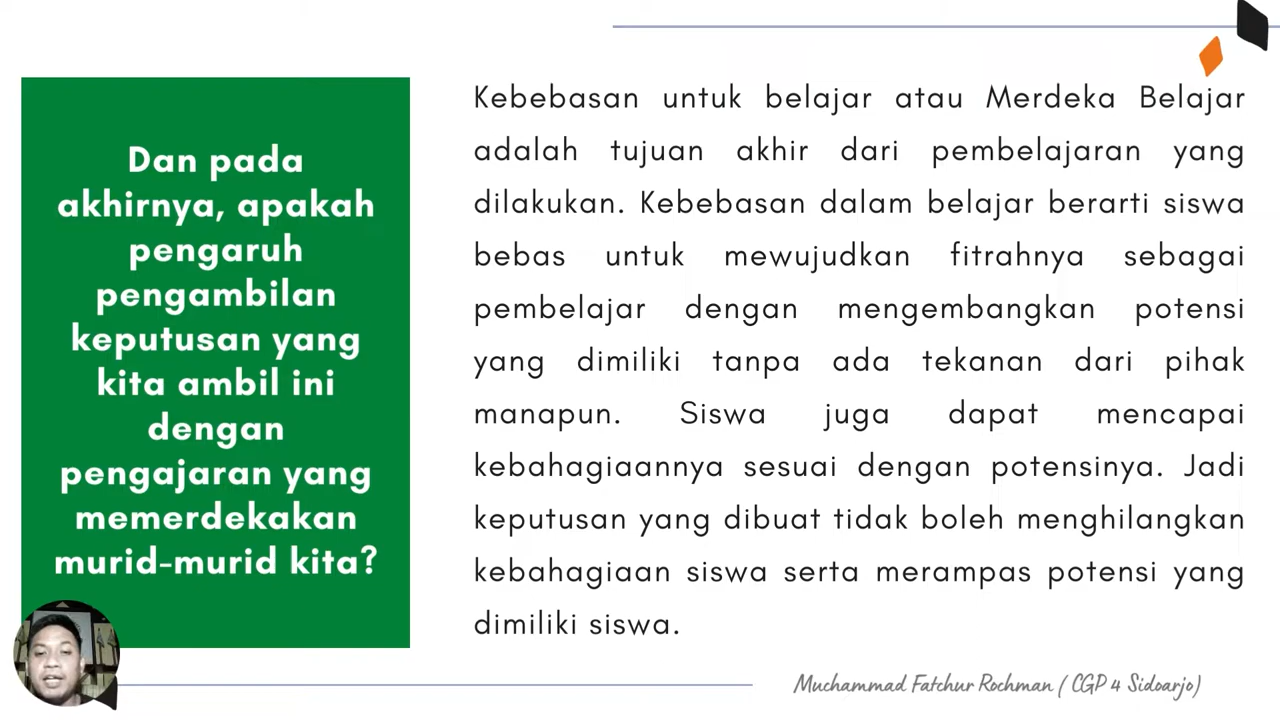 Dan pada
akhirnya, apakah
pengaruh
pengambilan
keputusan yang
kita ambil ini
dengan
pengajaran yang
memerdekakan
murid-murid kita?
Kebebasan untuk belajar atau Merdeka Belajar
adalah tujuan akhir dari pembelajaran yang
dilakukan. Kebebasan dalam belajar berarti siswa
bebas untuk mewujudkan fitrahnya sebagai
pembelajar dengan mengembangkan potensi
yang dimiliki tanpa ada tekanan dari pihak
manapun. Siswa juga dapat mencapai
kebahagiaannya sesuai dengan potensinya. Jadi
keputusan yang dibuat tidak boleh menghilangkan
kebahagiaan siswa serta merampas potensi yang
dimiliki siswa.
Muchammad Fatchur Rochman ( CGP 4 Sidoarjo)